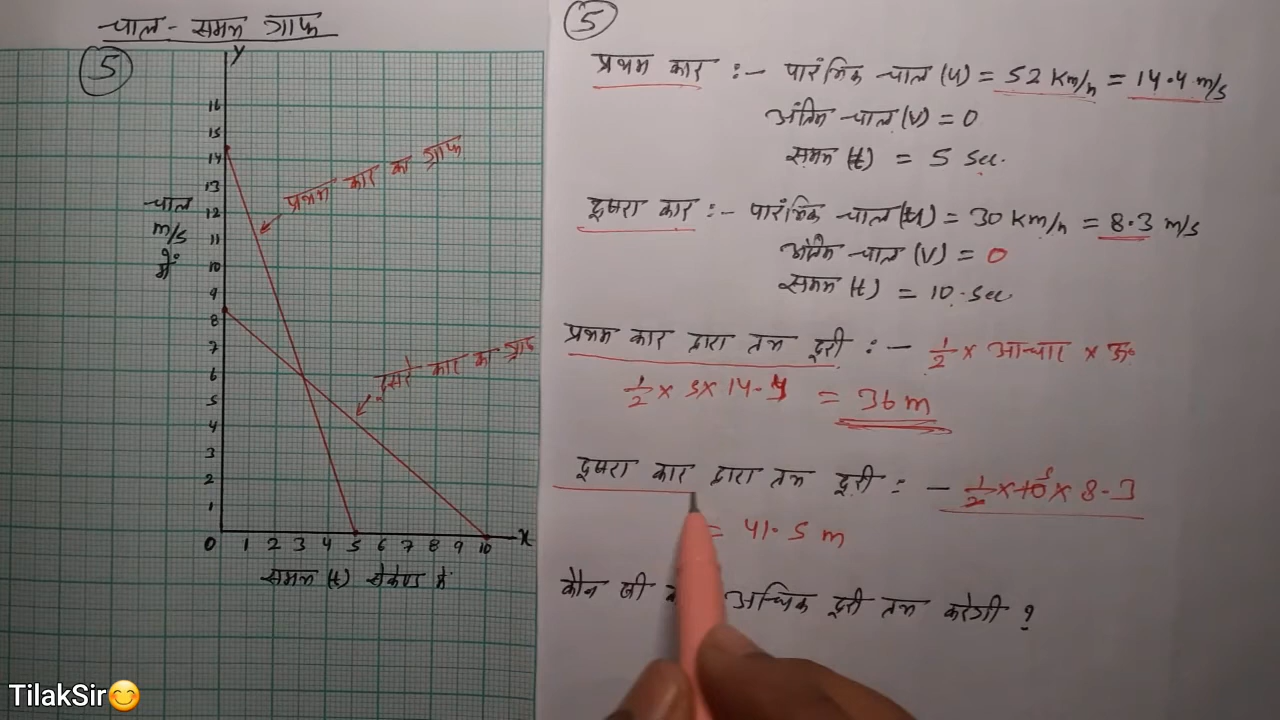 चाल - समय ग्राफ
5
Y
16
15
14
13
12
11
10
9
8
7
6
5
4
3
2
1
चाल
m/s
में
प्रथम कार का ग्राफ
दूसरे कार का ग्राफ
0 1 2 3 4 5 6 7 8 9 10 X
समय (t) सेकेण्ड में
5
प्रथम कार :- पारंभिक चाल (u) = 52 Km/h = 14.4 m/s
अंतिम चाल (V) = 0
समय (t) = 5 Sec.
दूसरा कार :- पारंभिक चाल (u) = 30 Km/h = 8.3 m/s
अंतिम चाल (V) = 0
समय (t) = 10 Sec
प्रथम कार द्वारा तय दूरी :- 1/2 × आधार × ऊँ०
1/2 × 5 × 14.4 = 36 m
दूसरा कार द्वारा तय दूरी :- 1/2 × 10 5 × 8.3
= 41.5 m
कौन सी अधिक दूरी तय करेगी ?
TilakSir😊